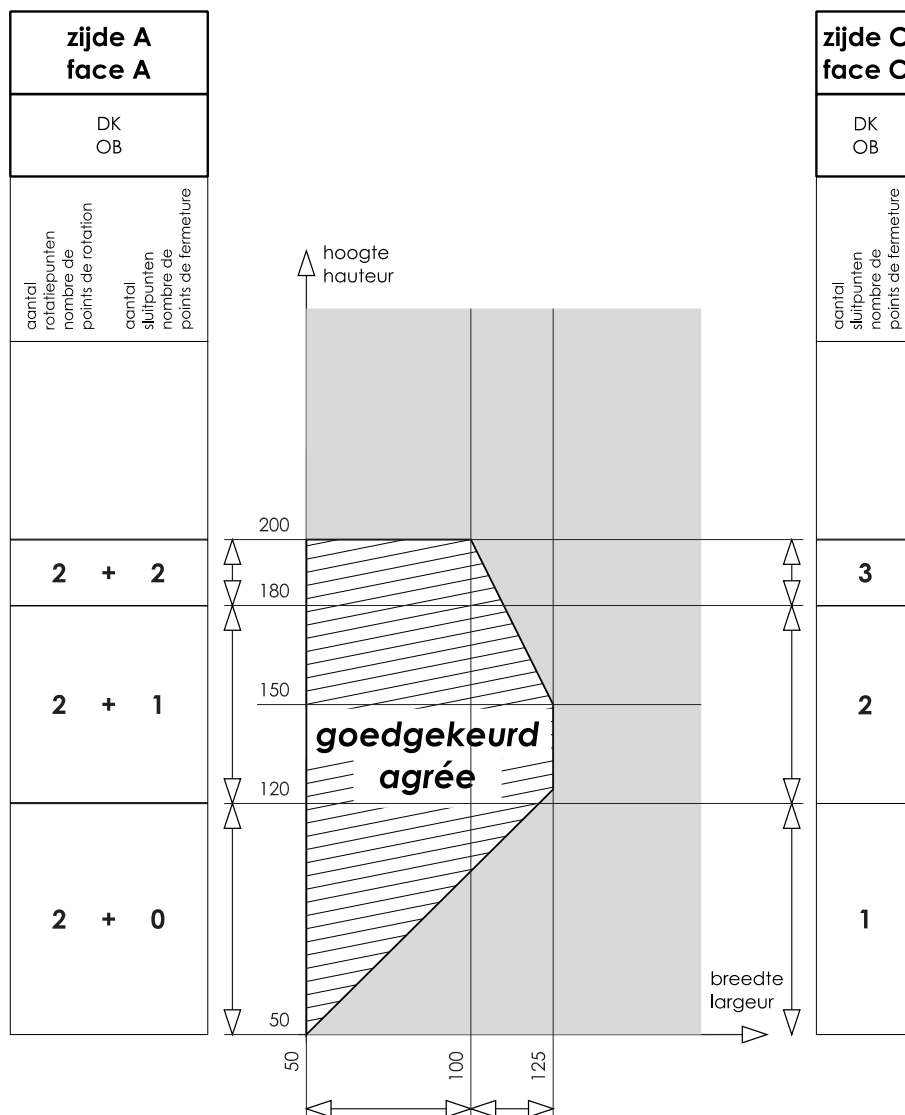 zijde A
face A
DK
OB
aantal
rotatiepunten
nombre de
points de rotation
aantal
sluitpunten
nombre de
points de fermeture
zijde C
face C
DK
OB
aantal
sluitpunten
nombre de
points de fermeture
hoogte
hauteur
200
2 + 2
3
180
2 + 1
150
2
goedgekeurd
agrée
120
2 + 0
1
breedte
largeur
50
50
100
125